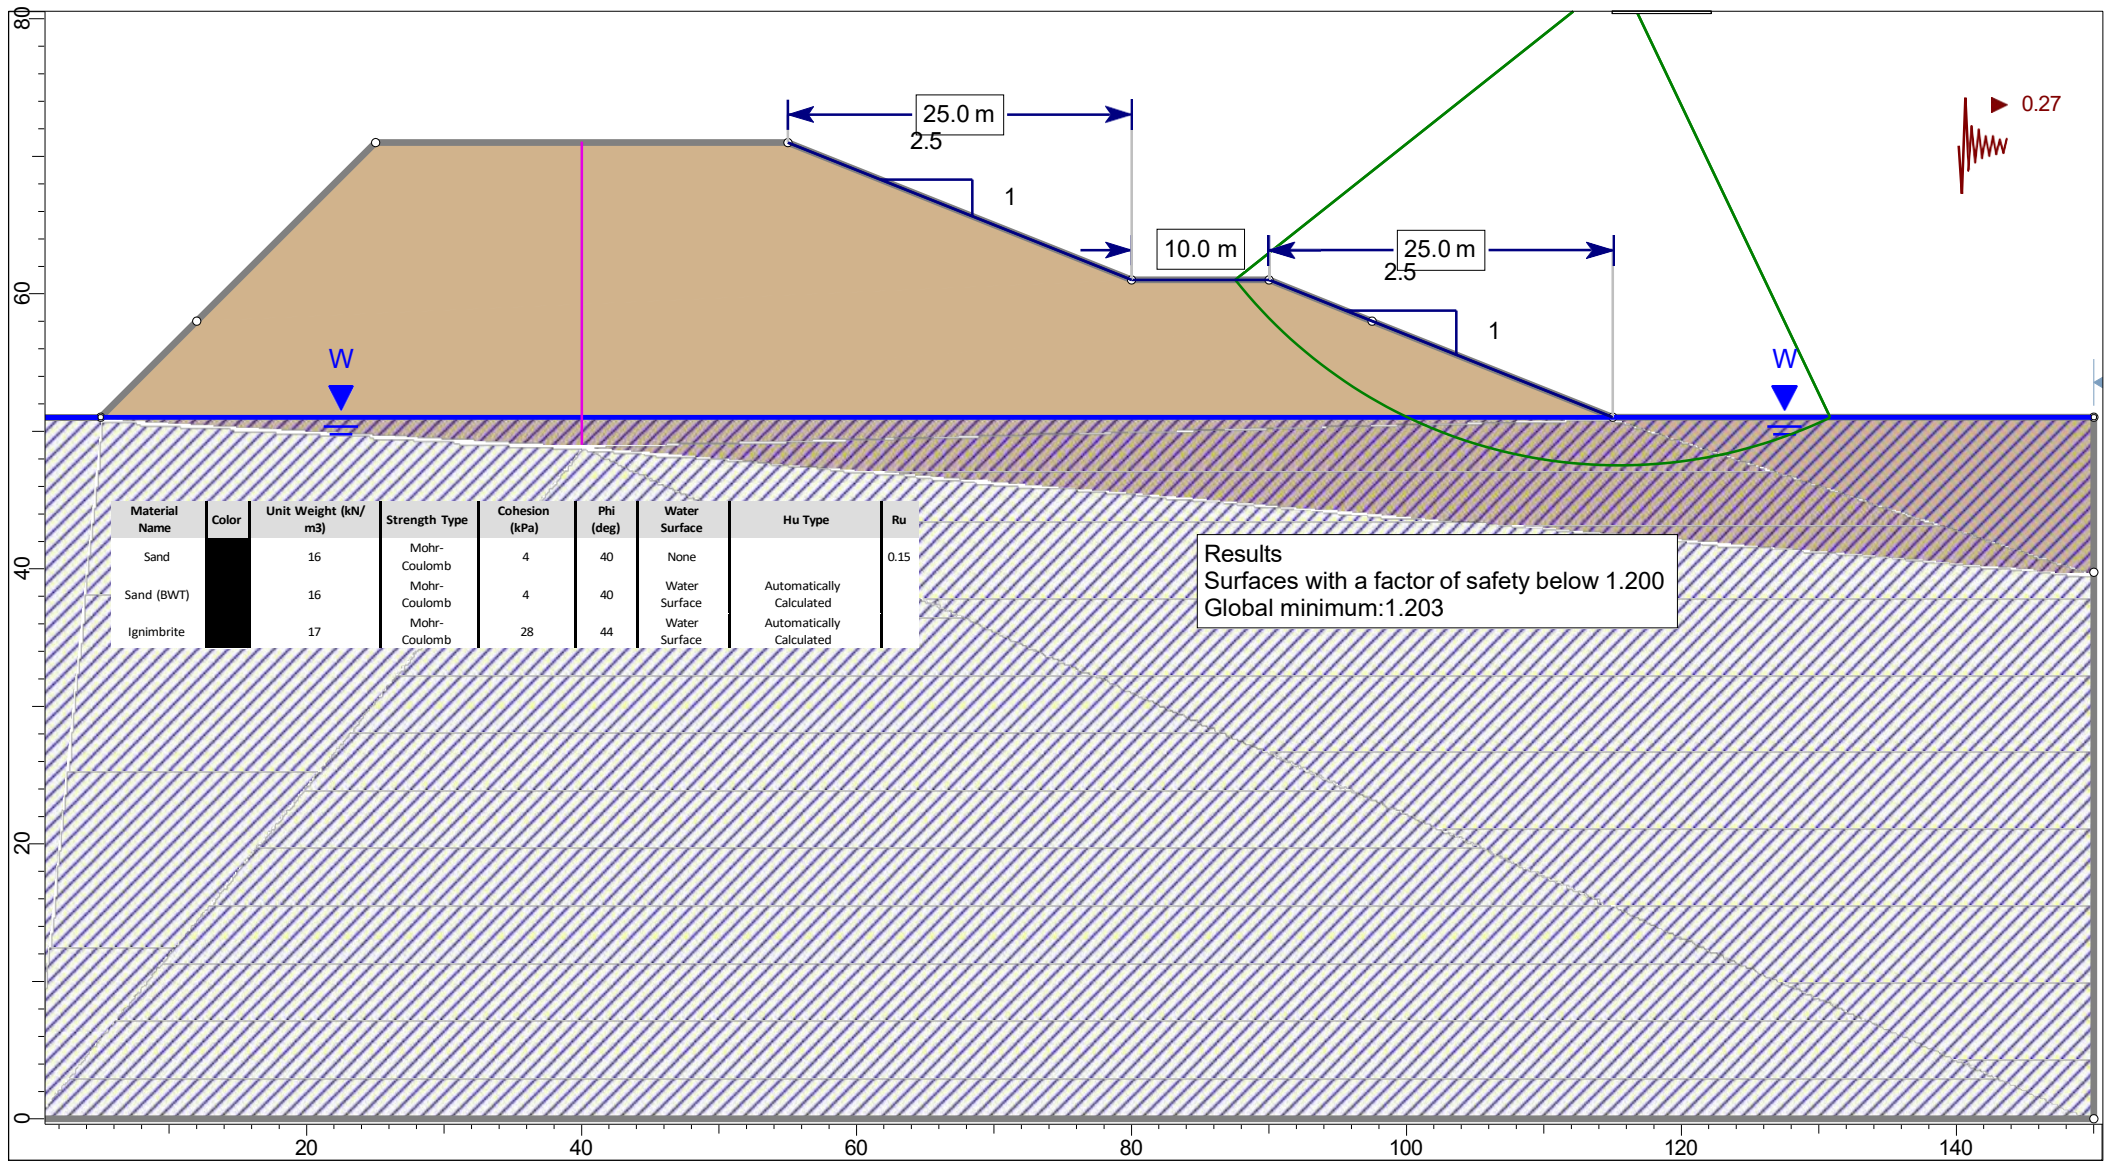 80
25.0 m
2.5
1
0.27
10.0 m
25.0 m
2.5
1
60
W
W
Material Name Color Unit Weight (kN/m3) Strength Type Cohesion (kPa) Phi (deg) Water Surface Hu Type Ru
Sand 16 Mohr-Coulomb 4 40 None 0.15
Sand (BWT) 16 Mohr-Coulomb 4 40 Water Surface Automatically Calculated
Ignimbrite 17 Mohr-Coulomb 28 44 Water Surface Automatically Calculated
Results
Surfaces with a factor of safety below 1.200
Global minimum:1.203
40
20
0
20 40 60 80 100 120 140